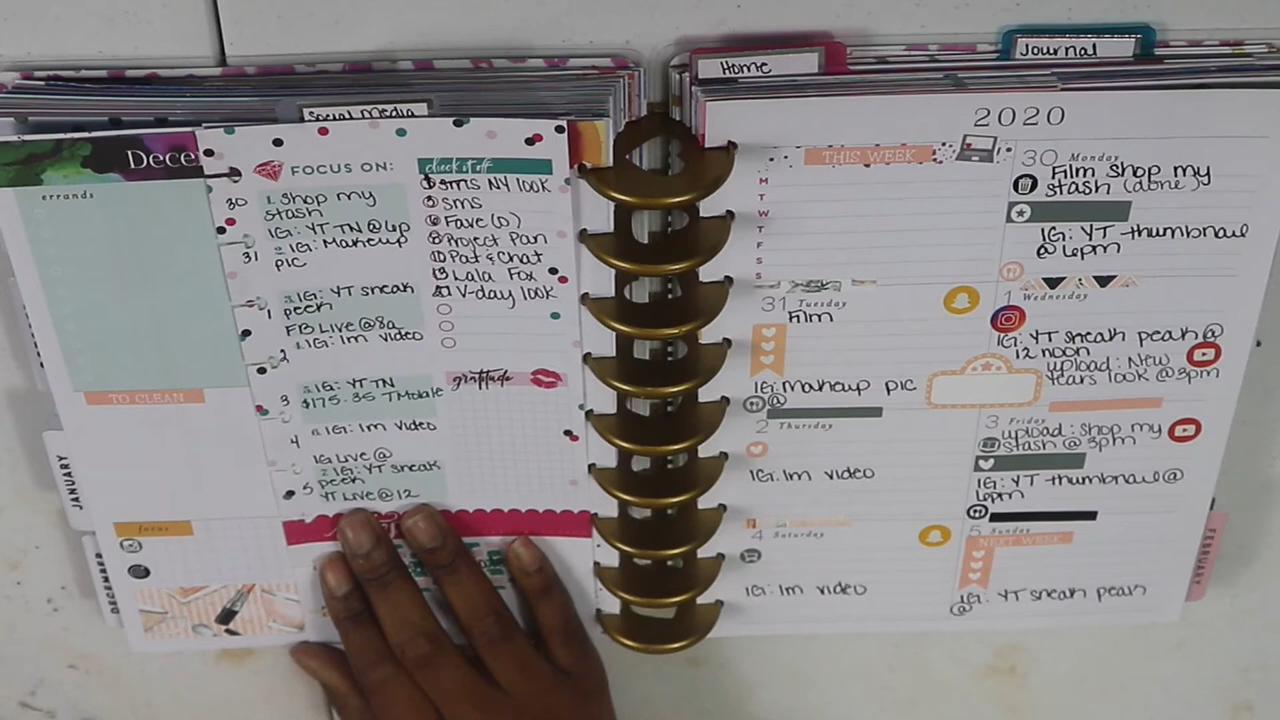 Social Media
Home
Journal
Dece
errands
TO CLEAN
focus
JANUARY
DECEMBER
FOCUS ON:
30
1. Shop my
stash
IG: YT TN @ 6p
31
IG: Makeup
pic
1
IG: YT sneak
peek
FB Live @ 8a
IG: Im video
2
3
IG: YT TN
$175.35 TMotale
4
IG: Im video
IG Live @
5
IG: YT sneak
peek
YT Live @ 12
check it off
SMS NY look
SMS
Fave (D)
Project Pan
Pat & Chat
Lala Fox
V-day look
gratitude
2020
THIS WEEK
M
T
W
T
F
S
S
30 Monday
Film Shop my
stash (done)
IG: YT thumbnail
@ 6pm
31 Tuesday
Film
IG: makeup pic
@
1 Wednesday
IG: YT sneak peak @
12 noon
upload: New
Years look @ 3pm
2 Thursday
IG: Im video
3 Friday
upload: Shop my
stash @ 3pm
IG: YT thumbnail @
6pm
4 Saturday
IG: Im video
5 Sunday
NEXT WEEK
IG: YT sneak peak
@
FEBRUARY